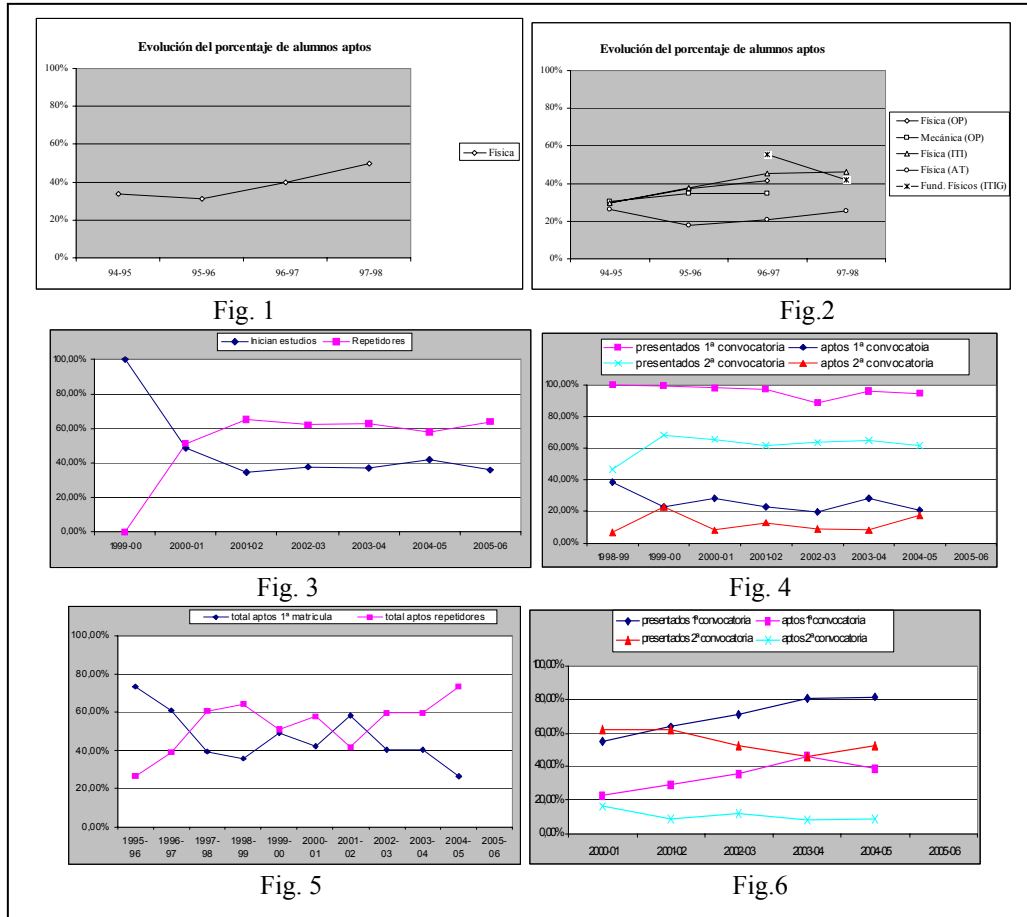 Evolución del porcentaje de alumnos aptos
100%
80%
60%
40%
20%
0%
94-95 95-96 96-97 97-98
Física
Fig. 1
Evolución del porcentaje de alumnos aptos
100%
80%
60%
40%
20%
0%
94-95 95-96 96-97 97-98
Física (OP)
Mecánica (OP)
Física (ITI)
Física (AT)
Fund. Físicos (ITIG)
Fig.2
Inician estudios Repetidores
100,00%
80,00%
60,00%
40,00%
20,00%
0,00%
1999-00 2000-01 2001-02 2002-03 2003-04 2004-05 2005-06
Fig. 3
presentados 1ª convocatoria aptos 1ª convocatoia
presentados 2ª convocatoria aptos 2ª convocatoria
100,00%
80,00%
60,00%
40,00%
20,00%
0,00%
1998-99 1999-00 2000-01 2001-02 2002-03 2003-04 2004-05 2005-06
Fig. 4
total aptos 1ª matricula total aptos repetidores
100,00%
80,00%
60,00%
40,00%
20,00%
0,00%
1995- 1996- 1997- 1998- 1999- 2000- 2001- 2002- 2003- 2004- 2005-
96 97 98 99 00 01 02 03 04 05 06
Fig. 5
presentados 1ªconvocatoria aptos 1ªconvocatoria
presentados 2ªconvocatoria aptos 2ªconvocatoria
100,00%
80,00%
60,00%
40,00%
20,00%
0,00%
2000-01 2001-02 2002-03 2003-04 2004-05 2005-06
Fig.6